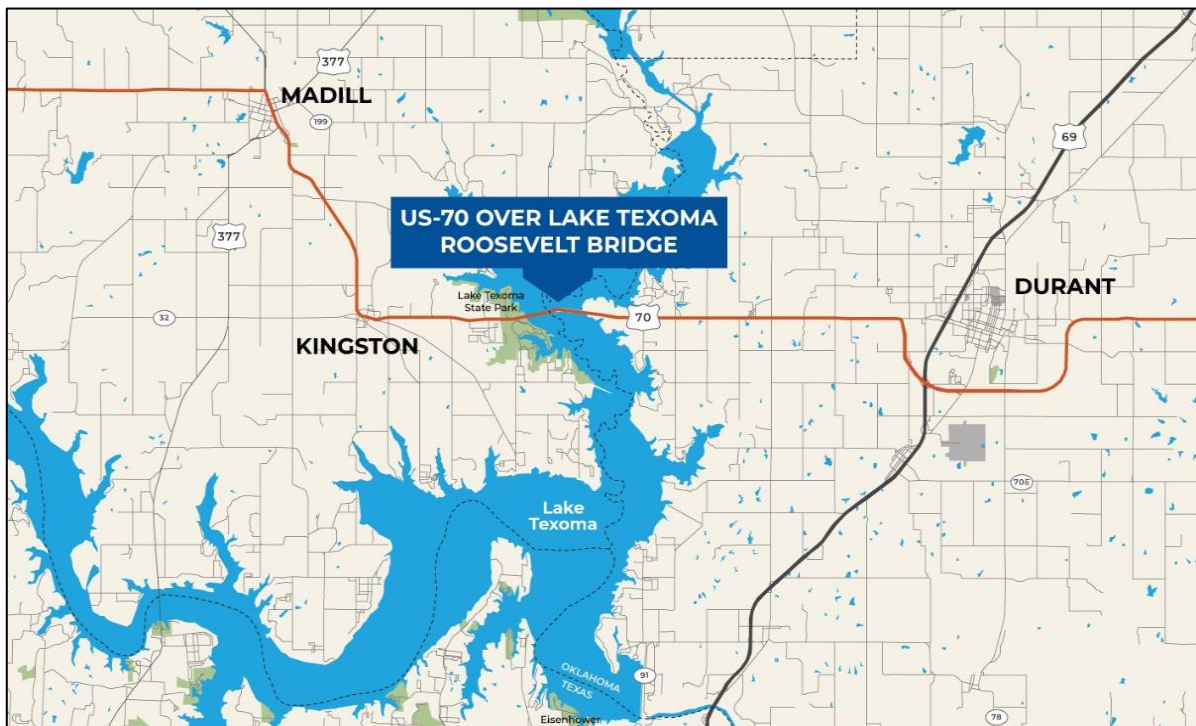 377
MADILL
199
69
US-70 OVER LAKE TEXOMA
ROOSEVELT BRIDGE
377
DURANT
Lake Texoma
State Park
32
70
KINGSTON
70E
Lake
Texoma
OKLAHOMA
TEXAS
91
Eisenhower
78